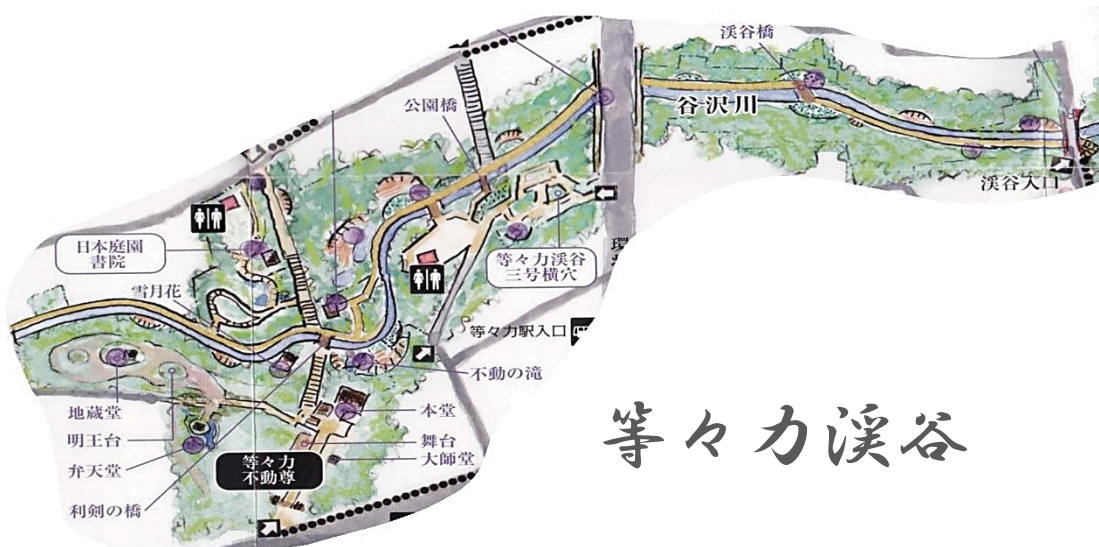 渓谷橋
公園橋
谷沢川
渓谷入口
日本庭園
書院
等々力渓谷
三号横穴
雪月花
等々力駅入口
不動の滝
地蔵堂
本堂
明王台
舞台
弁天堂
等々力
不動尊
大師堂
利剣の橋
等々力渓谷